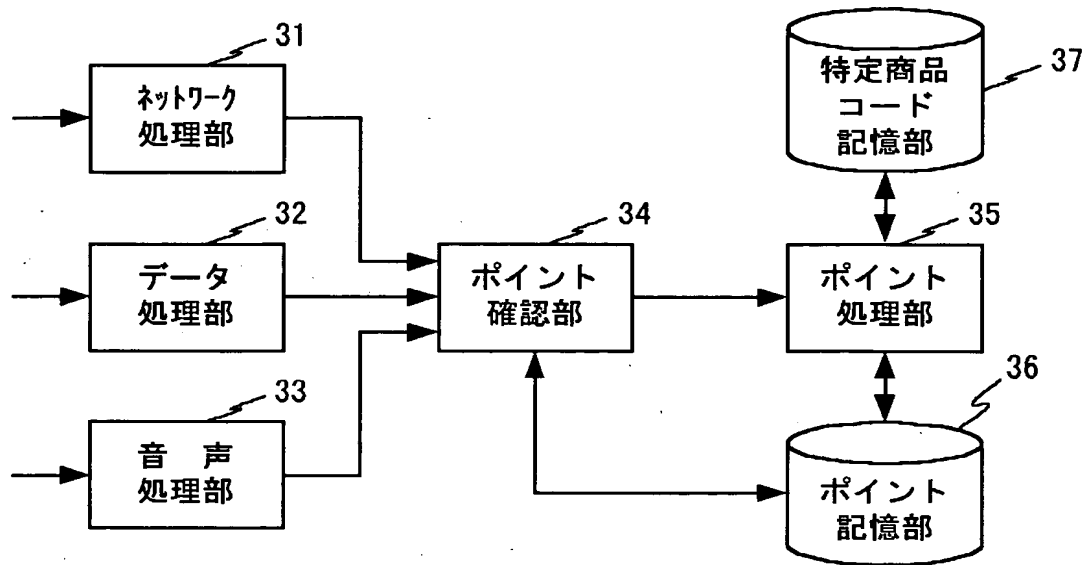 31
ネットワーク
処理部
32
データ
処理部
33
音 声
処理部
34
ポイント
確認部
35
ポイント
処理部
36
ポイント
記憶部
37
特定商品
コード
記憶部